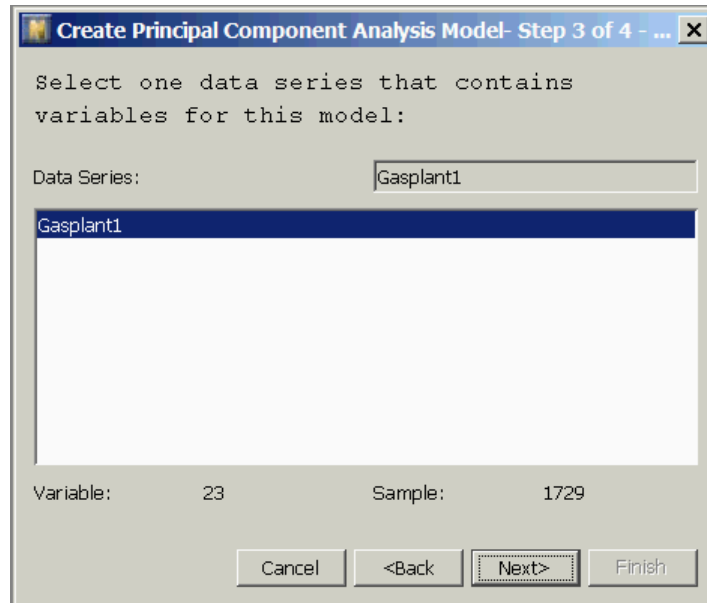 Create Principal Component Analysis Model- Step 3 of 4 - ...
Select one data series that contains
variables for this model:
Data Series: Gasplant1
Gasplant1
Variable: 23 Sample: 1729
Cancel <Back Next> Finish